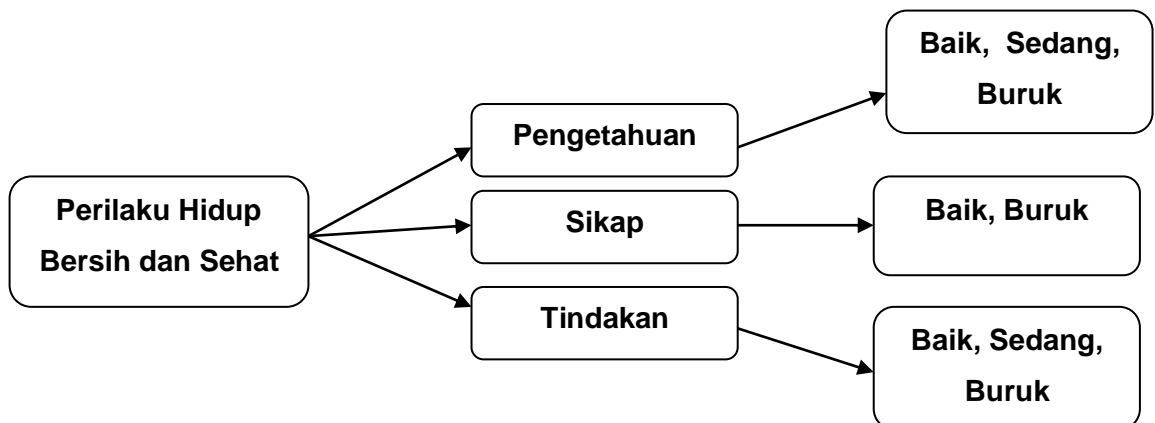 Perilaku Hidup
Bersih dan Sehat
Pengetahuan
Sikap
Tindakan
Baik, Sedang,
Buruk
Baik, Buruk
Baik, Sedang,
Buruk